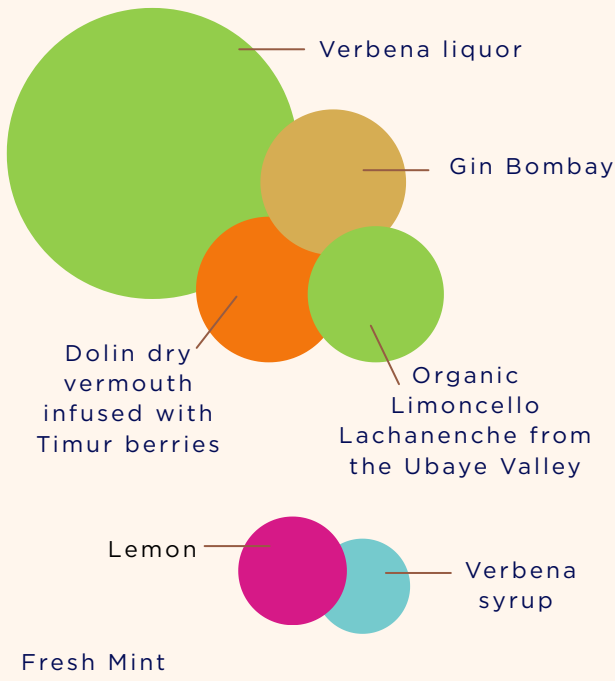 Verbena liquor
Gin Bombay
Dolin dry
vermouth
infused with
Timur berries
Organic
Limoncello
Lachanenche from
the Ubaye Valley
Lemon
Verbena
syrup
Fresh Mint